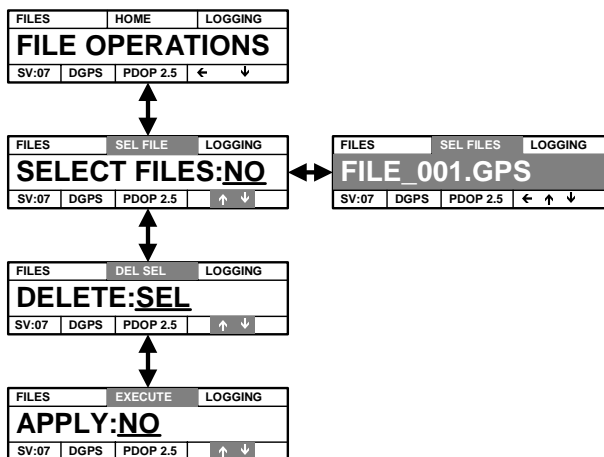 FILES HOME LOGGING
FILE OPERATIONS
SV:07 DGPS PDOP 2.5 ← ↓
FILES SEL FILE LOGGING
SELECT FILES:NO
SV:07 DGPS PDOP 2.5 ↑ ↓
FILES SEL FILES LOGGING
FILE_001.GPS
SV:07 DGPS PDOP 2.5 ← ↑ ↓
FILES DEL SEL LOGGING
DELETE:SEL
SV:07 DGPS PDOP 2.5 ↑ ↓
FILES EXECUTE LOGGING
APPLY:NO
SV:07 DGPS PDOP 2.5 ↑ ↓